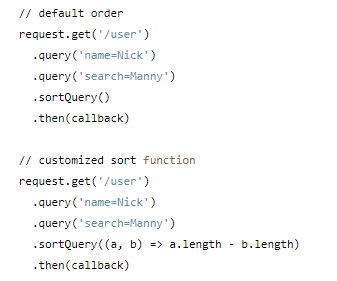 // default order
request.get('/user')
  .query('name=Nick')
  .query('search=Manny')
  .sortQuery()
  .then(callback)

// customized sort function
request.get('/user')
  .query('name=Nick')
  .query('search=Manny')
  .sortQuery((a, b) => a.length - b.length)
  .then(callback)